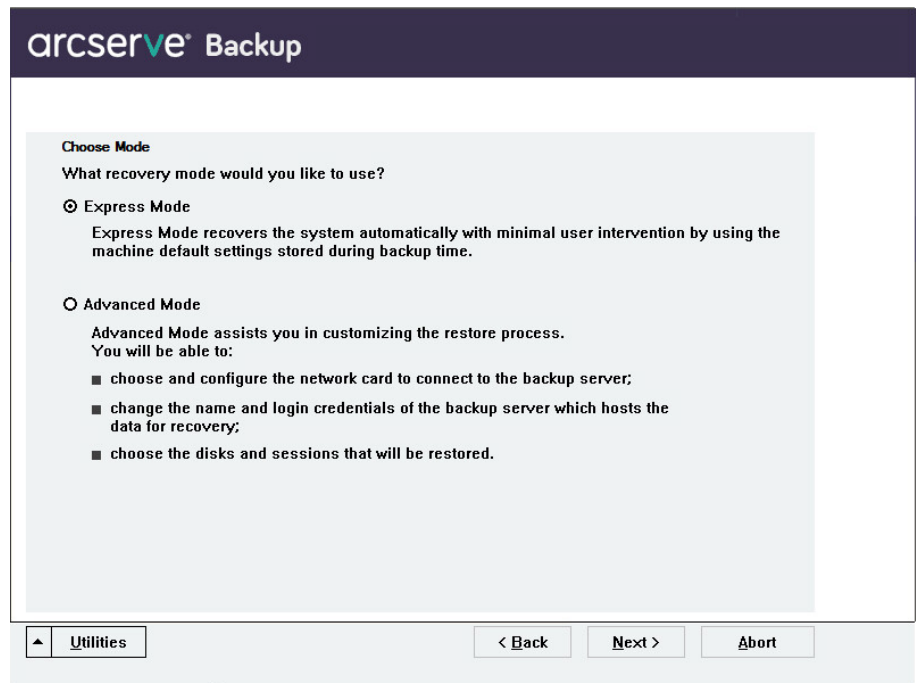 arcserve® Backup
Choose Mode
What recovery mode would you like to use?
Express Mode
Express Mode recovers the system automatically with minimal user intervention by using the
machine default settings stored during backup time.
Advanced Mode
Advanced Mode assists you in customizing the restore process.
You will be able to:
choose and configure the network card to connect to the backup server;
change the name and login credentials of the backup server which hosts the
data for recovery;
choose the disks and sessions that will be restored.
Utilities
< Back
Next >
Abort